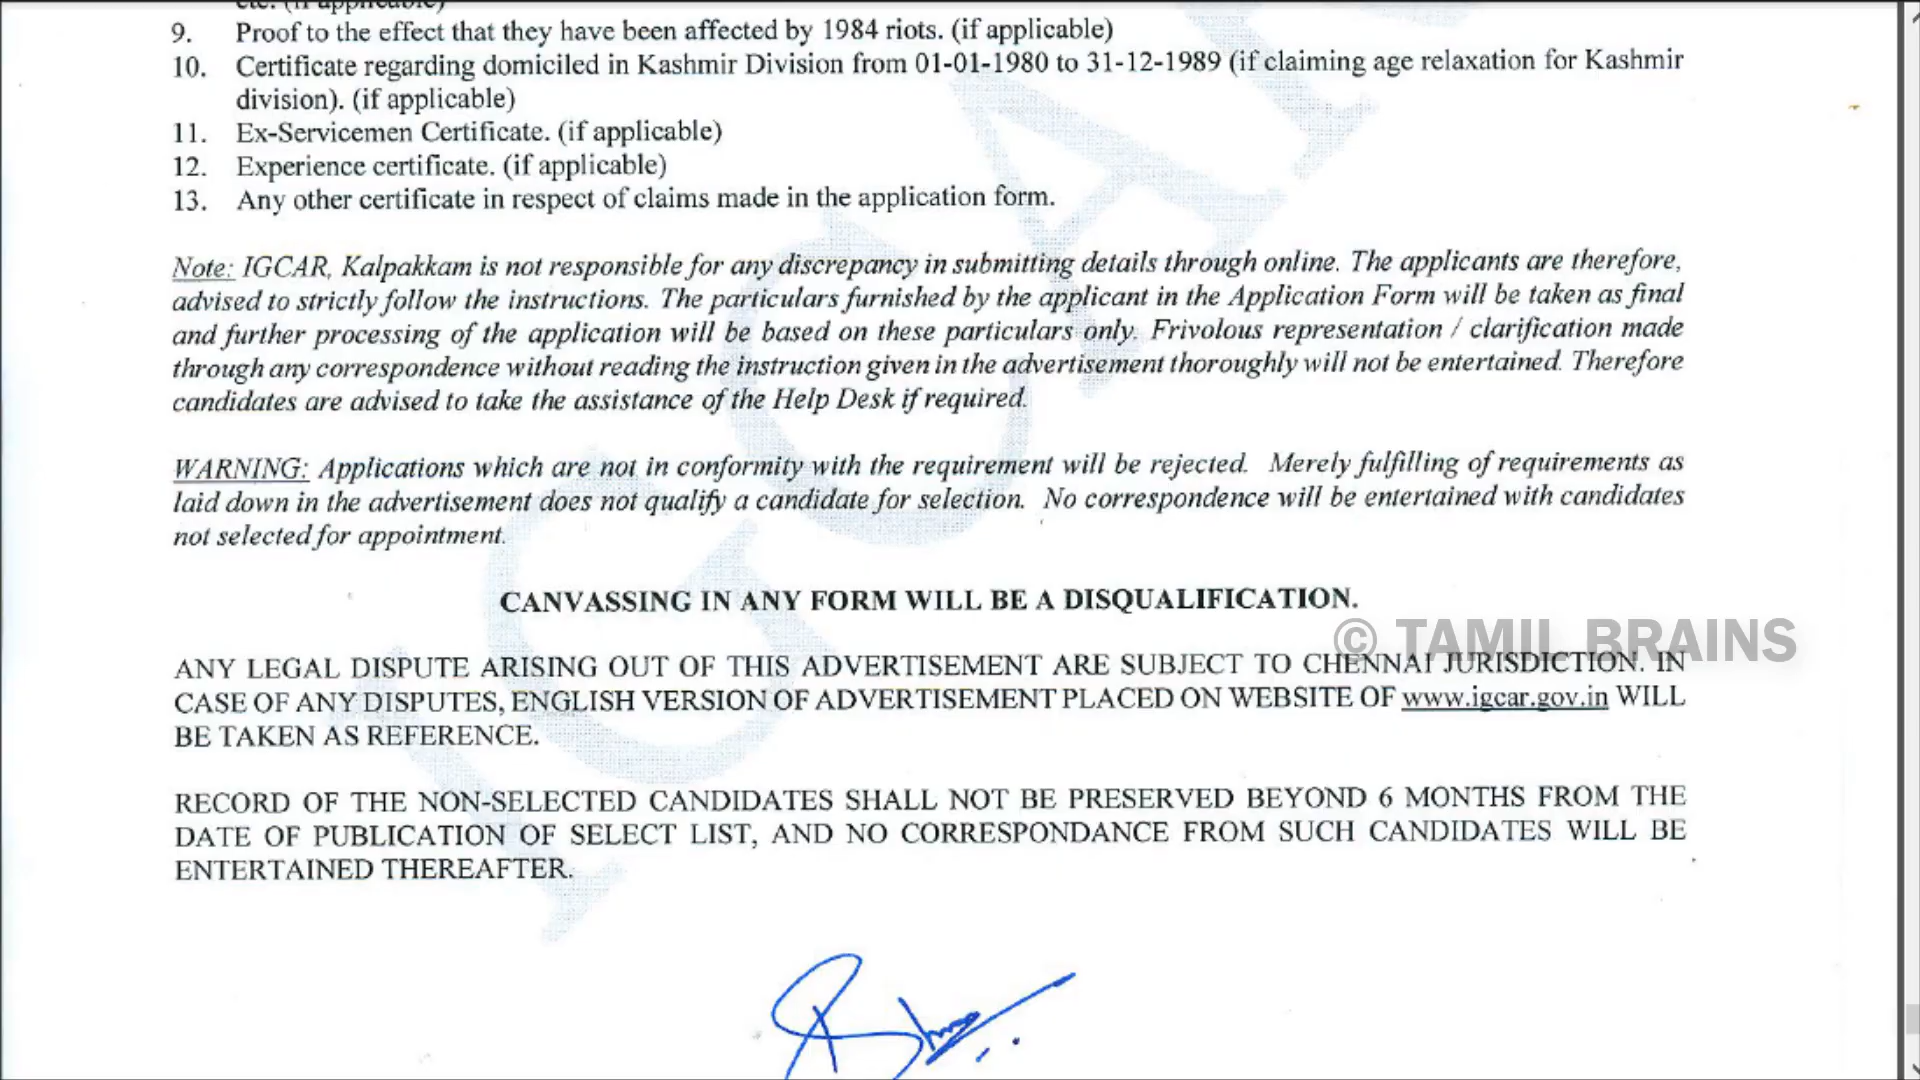 etc. (if applicable)
9. Proof to the effect that they have been affected by 1984 riots. (if applicable)
10. Certificate regarding domiciled in Kashmir Division from 01-01-1980 to 31-12-1989 (if claiming age relaxation for Kashmir
division). (if applicable)
11. Ex-Servicemen Certificate. (if applicable)
12. Experience certificate. (if applicable)
13. Any other certificate in respect of claims made in the application form.
Note: IGCAR, Kalpakkam is not responsible for any discrepancy in submitting details through online. The applicants are therefore,
advised to strictly follow the instructions. The particulars furnished by the applicant in the Application Form will be taken as final
and further processing of the application will be based on these particulars only. Frivolous representation / clarification made
through any correspondence without reading the instruction given in the advertisement thoroughly will not be entertained. Therefore
candidates are advised to take the assistance of the Help Desk if required.
WARNING: Applications which are not in conformity with the requirement will be rejected. Merely fulfilling of requirements as
laid down in the advertisement does not qualify a candidate for selection. No correspondence will be entertained with candidates
not selected for appointment.
CANVASSING IN ANY FORM WILL BE A DISQUALIFICATION.
© TAMIL BRAINS
ANY LEGAL DISPUTE ARISING OUT OF THIS ADVERTISEMENT ARE SUBJECT TO CHENNAI JURISDICTION. IN
CASE OF ANY DISPUTES, ENGLISH VERSION OF ADVERTISEMENT PLACED ON WEBSITE OF www.igcar.gov.in WILL
BE TAKEN AS REFERENCE.
RECORD OF THE NON-SELECTED CANDIDATES SHALL NOT BE PRESERVED BEYOND 6 MONTHS FROM THE
DATE OF PUBLICATION OF SELECT LIST, AND NO CORRESPONDANCE FROM SUCH CANDIDATES WILL BE
ENTERTAINED THEREAFTER.
IGCAR